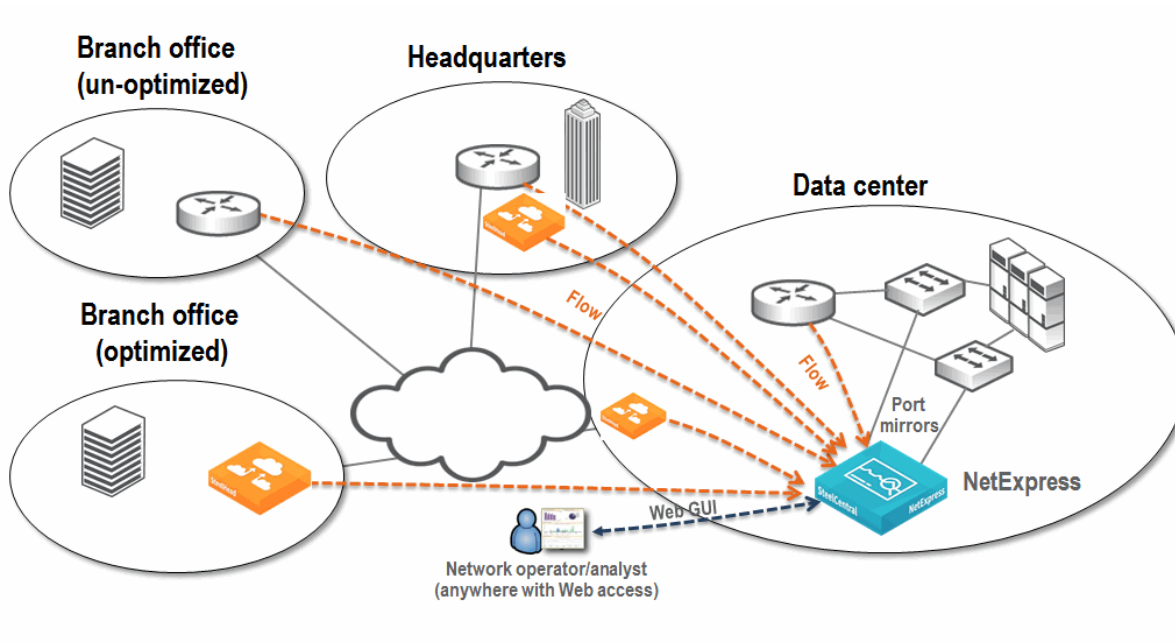 Branch office
(un-optimized)
Headquarters
Data center
Branch office
(optimized)
Flow
Flow
Port
mirrors
NetExpress
SteelCentral
NetExpress
SteelHead
Web GUI
Network operator/analyst
(anywhere with Web access)